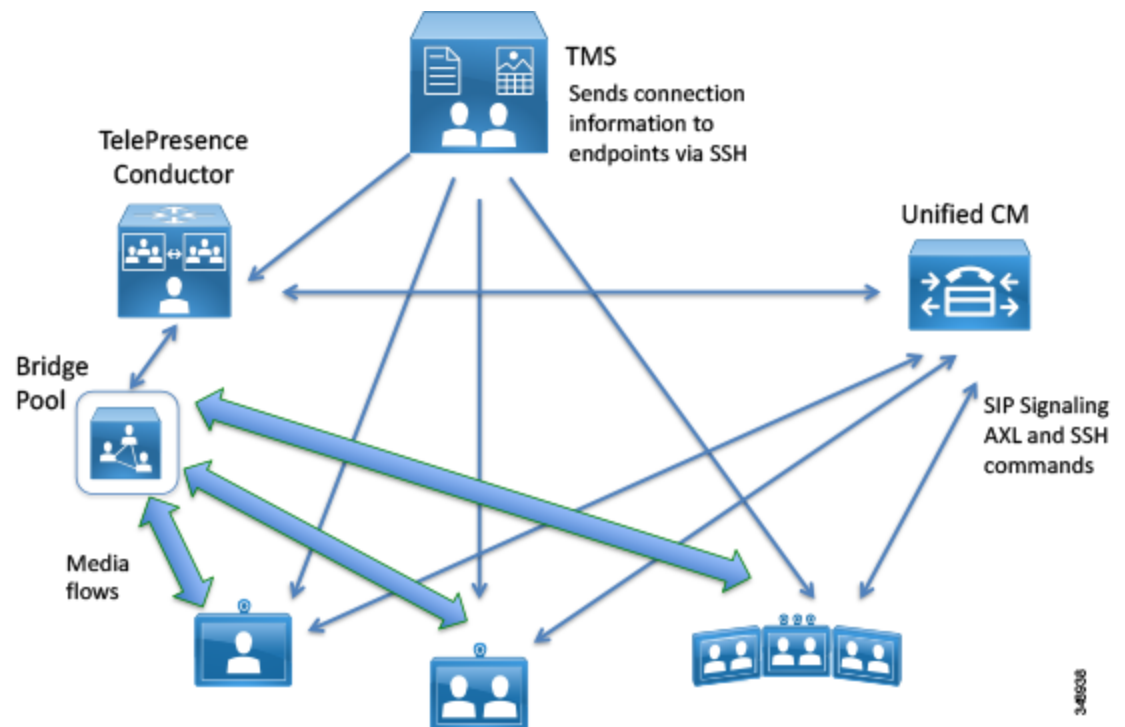 TMS
Sends connection
information to
endpoints via SSH
TelePresence
Conductor
Unified CM
Bridge
Pool
SIP Signaling
AXL and SSH
commands
Media
flows
348938